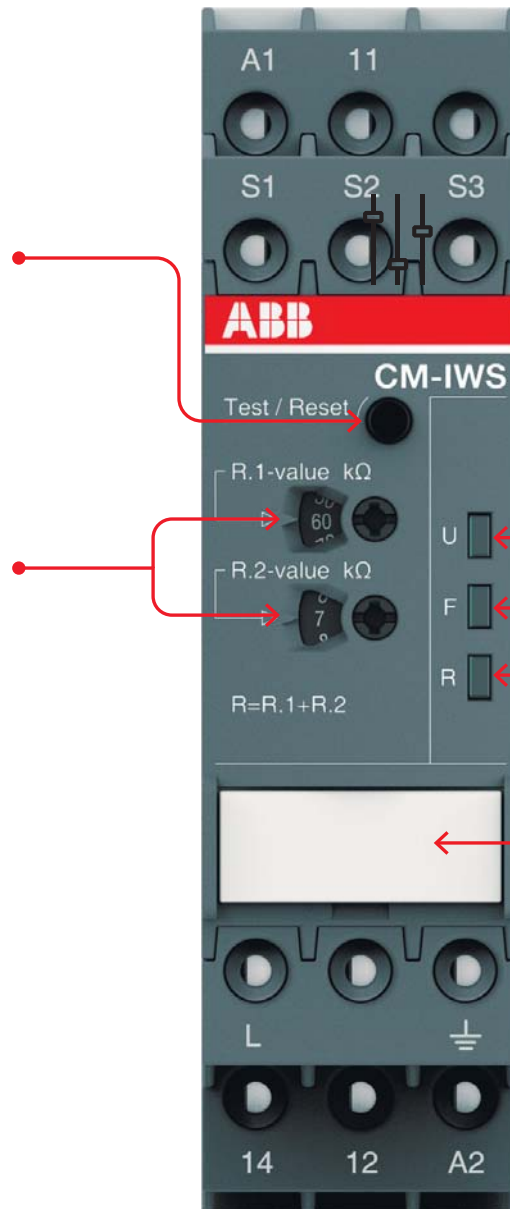 A1 11
S1 S2 S3
ABB
CM-IWS
Test / Reset
R.1-value kΩ
60
U
R.2-value kΩ
7
F
R
R=R.1+R.2
L
14 12 A2